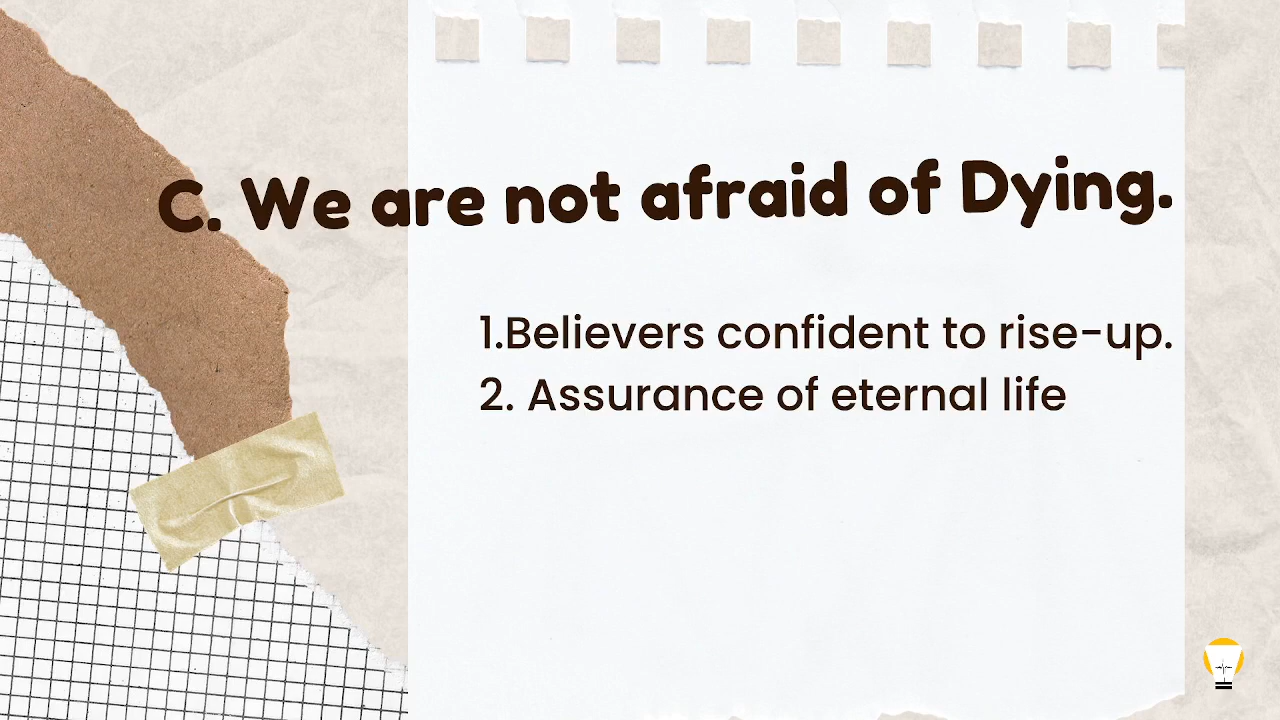 C. We are not afraid of Dying.
1.Believers confident to rise-up.
2. Assurance of eternal life